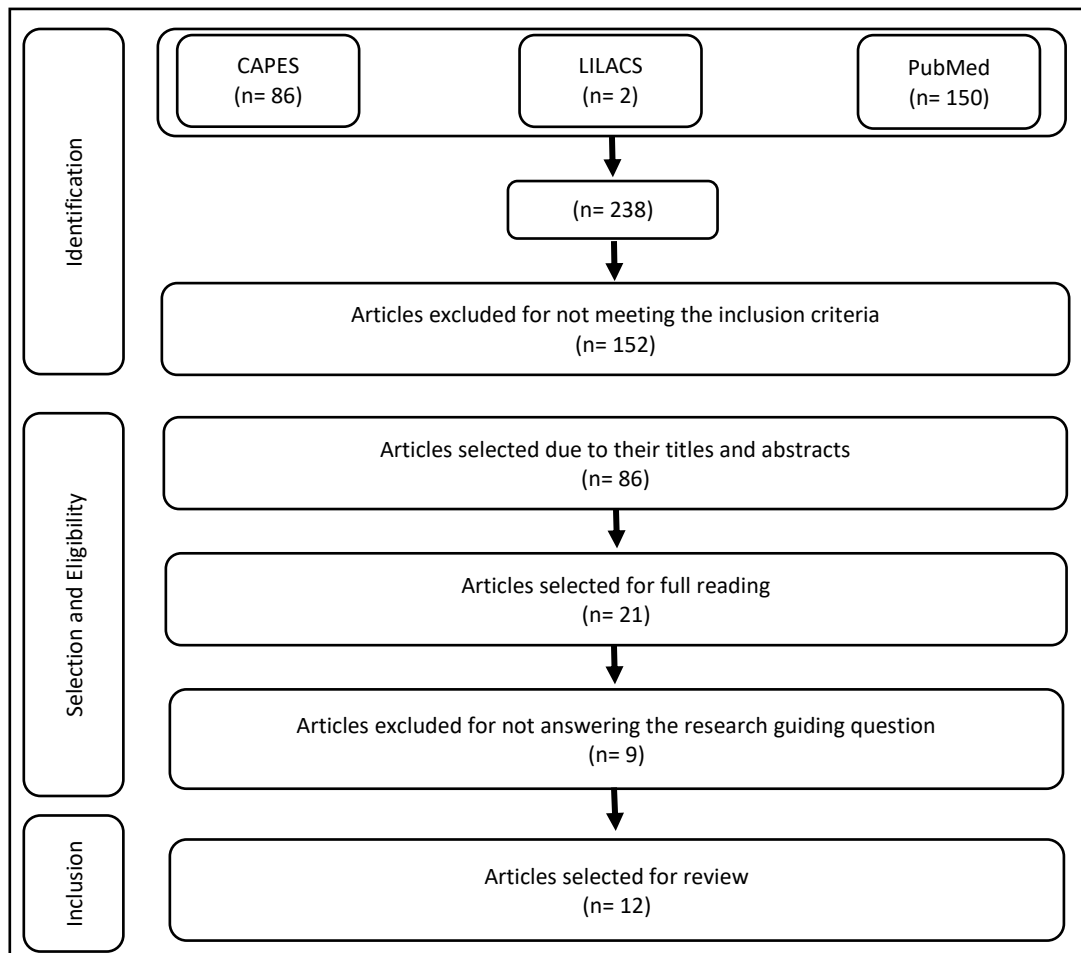 Identification
CAPES
(n= 86)
LILACS
(n= 2)
PubMed
(n= 150)
(n= 238)
Articles excluded for not meeting the inclusion criteria
(n= 152)
Selection and Eligibility
Articles selected due to their titles and abstracts
(n= 86)
Articles selected for full reading
(n= 21)
Articles excluded for not answering the research guiding question
(n= 9)
Inclusion
Articles selected for review
(n= 12)